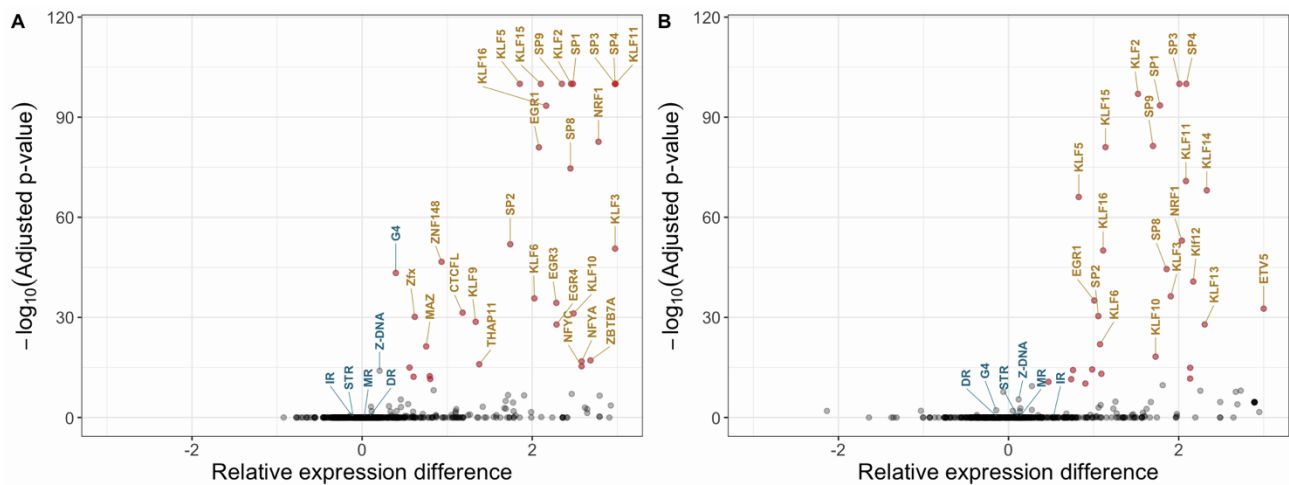 A
B
120
90
60
30
0
−log10(Adjusted p-value)
KLF16
KLF5
KLF15
SP9
KLF2
SP1
SP3
SP4
KLF11
EGR1
NRF1
SP8
SP2
KLF3
G4
ZNF148
Zfx
MAZ
CTCFL
KLF9
THAP11
KLF6
EGR3
EGR4
KLF10
NFYC
NFYA
ZBTB7A
Z-DNA
IR
STR
MR
DR
-2
0
2
Relative expression difference
120
90
60
30
0
−log10(Adjusted p-value)
KLF2
SP1
SP3
SP4
KLF15
SP9
KLF5
KLF11
KLF14
KLF16
NRF1
SP8
KLF3
Klf12
EGR1
SP2
KLF6
KLF10
KLF13
ETV5
DR
G4
STR
Z-DNA
MR
IR
-2
0
2
Relative expression difference